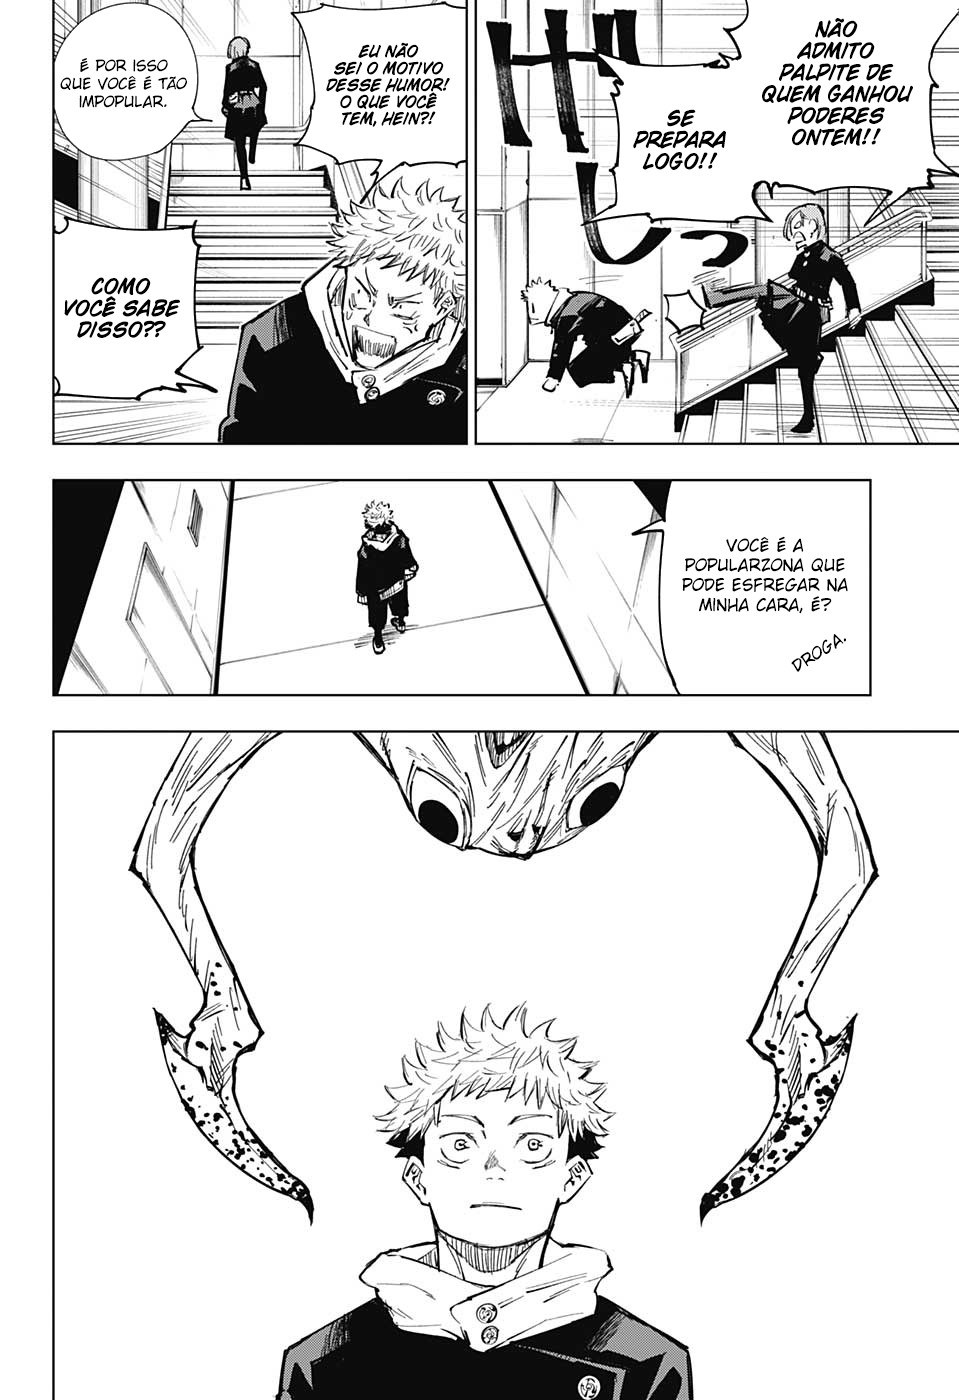 NÃO
ADMITO
PALPITE DE
QUEM GANHOU
PODERES
ONTEM!!
SE
PREPARA
LOGO!!
EU NÃO
SEI O MOTIVO
DESSE HUMOR!
O QUE VOCÊ
TEM, HEIN?!
É POR ISSO
QUE VOCÊ É TÃO
IMPOPULAR.
COMO
VOCÊ SABE
DISSO??
VOCÊ É A
POPULARZONA QUE
PODE ESFREGAR NA
MINHA CARA, É?
DROGA.